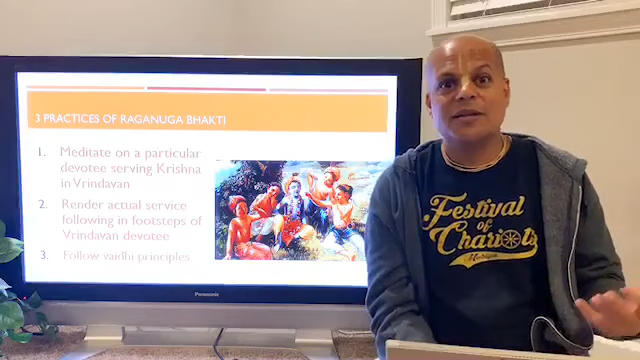 3 PRACTICES OF RAGANUGA BHAKTI
1. Meditate on a particular
devotee serving Krishna
in Vrindavan
2. Render actual service
following in footsteps of
Vrindavan devotee
3. Follow vaidhi principles
Panasonic
Festival
of
Chariots